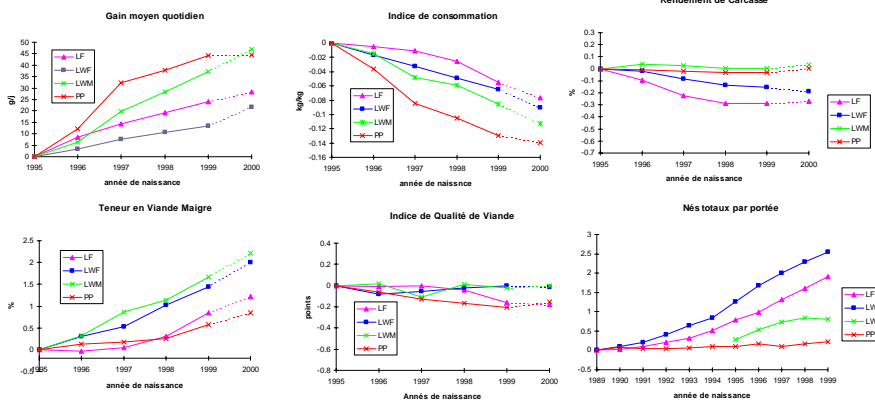 Gain moyen quotidien
50
45
40
35
30
25
20
15
10
5
0
g/j
LF
LWF
LWM
PP
1995 1996 1997 1998 1999 2000
année de naissance
Indice de consommation
0
-0.02
-0.04
-0.06
-0.08
-0.1
-0.12
-0.14
-0.16
kg/kg
LF
LWF
LWM
PP
1995 1996 1997 1998 1999 2000
année de naissnce
Rendement de Carcasse
0.3
0.2
0.1
0
-0.1
-0.2
-0.3
-0.4
-0.5
-0.6
-0.7
%
LF
LWF
LWM
PP
1995 1996 1997 1998 1999 2000
année de naissance
Teneur en Viande Maigre
2.5
2
1.5
1
0.5
0
-0.5
%
LF
LWF
LWM
PP
1995 1996 1997 1998 1999 2000
année de naissance
Indice de Qualité de Viande
0.4
0.2
0
-0.2
-0.4
-0.6
-0.8
points
LF
LWF
LWM
PP
1995 1996 1997 1998 1999 2000
Annés de naissance
Nés totaux par portée
3
2.5
2
1.5
1
0.5
0
-0.5
LF
PP
1989 1990 1991 1992 1993 1994 1995 1996 1997 1998 1999
année de naissance